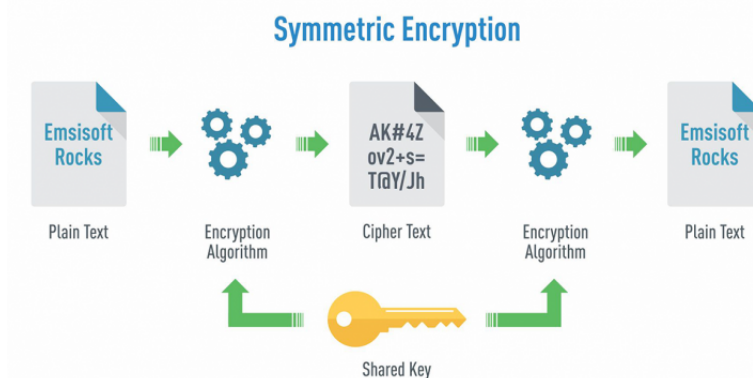 Symmetric Encryption
Emsisoft
Rocks
AK#4Z
ov2+s=
T@Y/Jh
Emsisoft
Rocks
Plain Text
Encryption
Algorithm
Cipher Text
Encryption
Algorithm
Plain Text
Shared Key